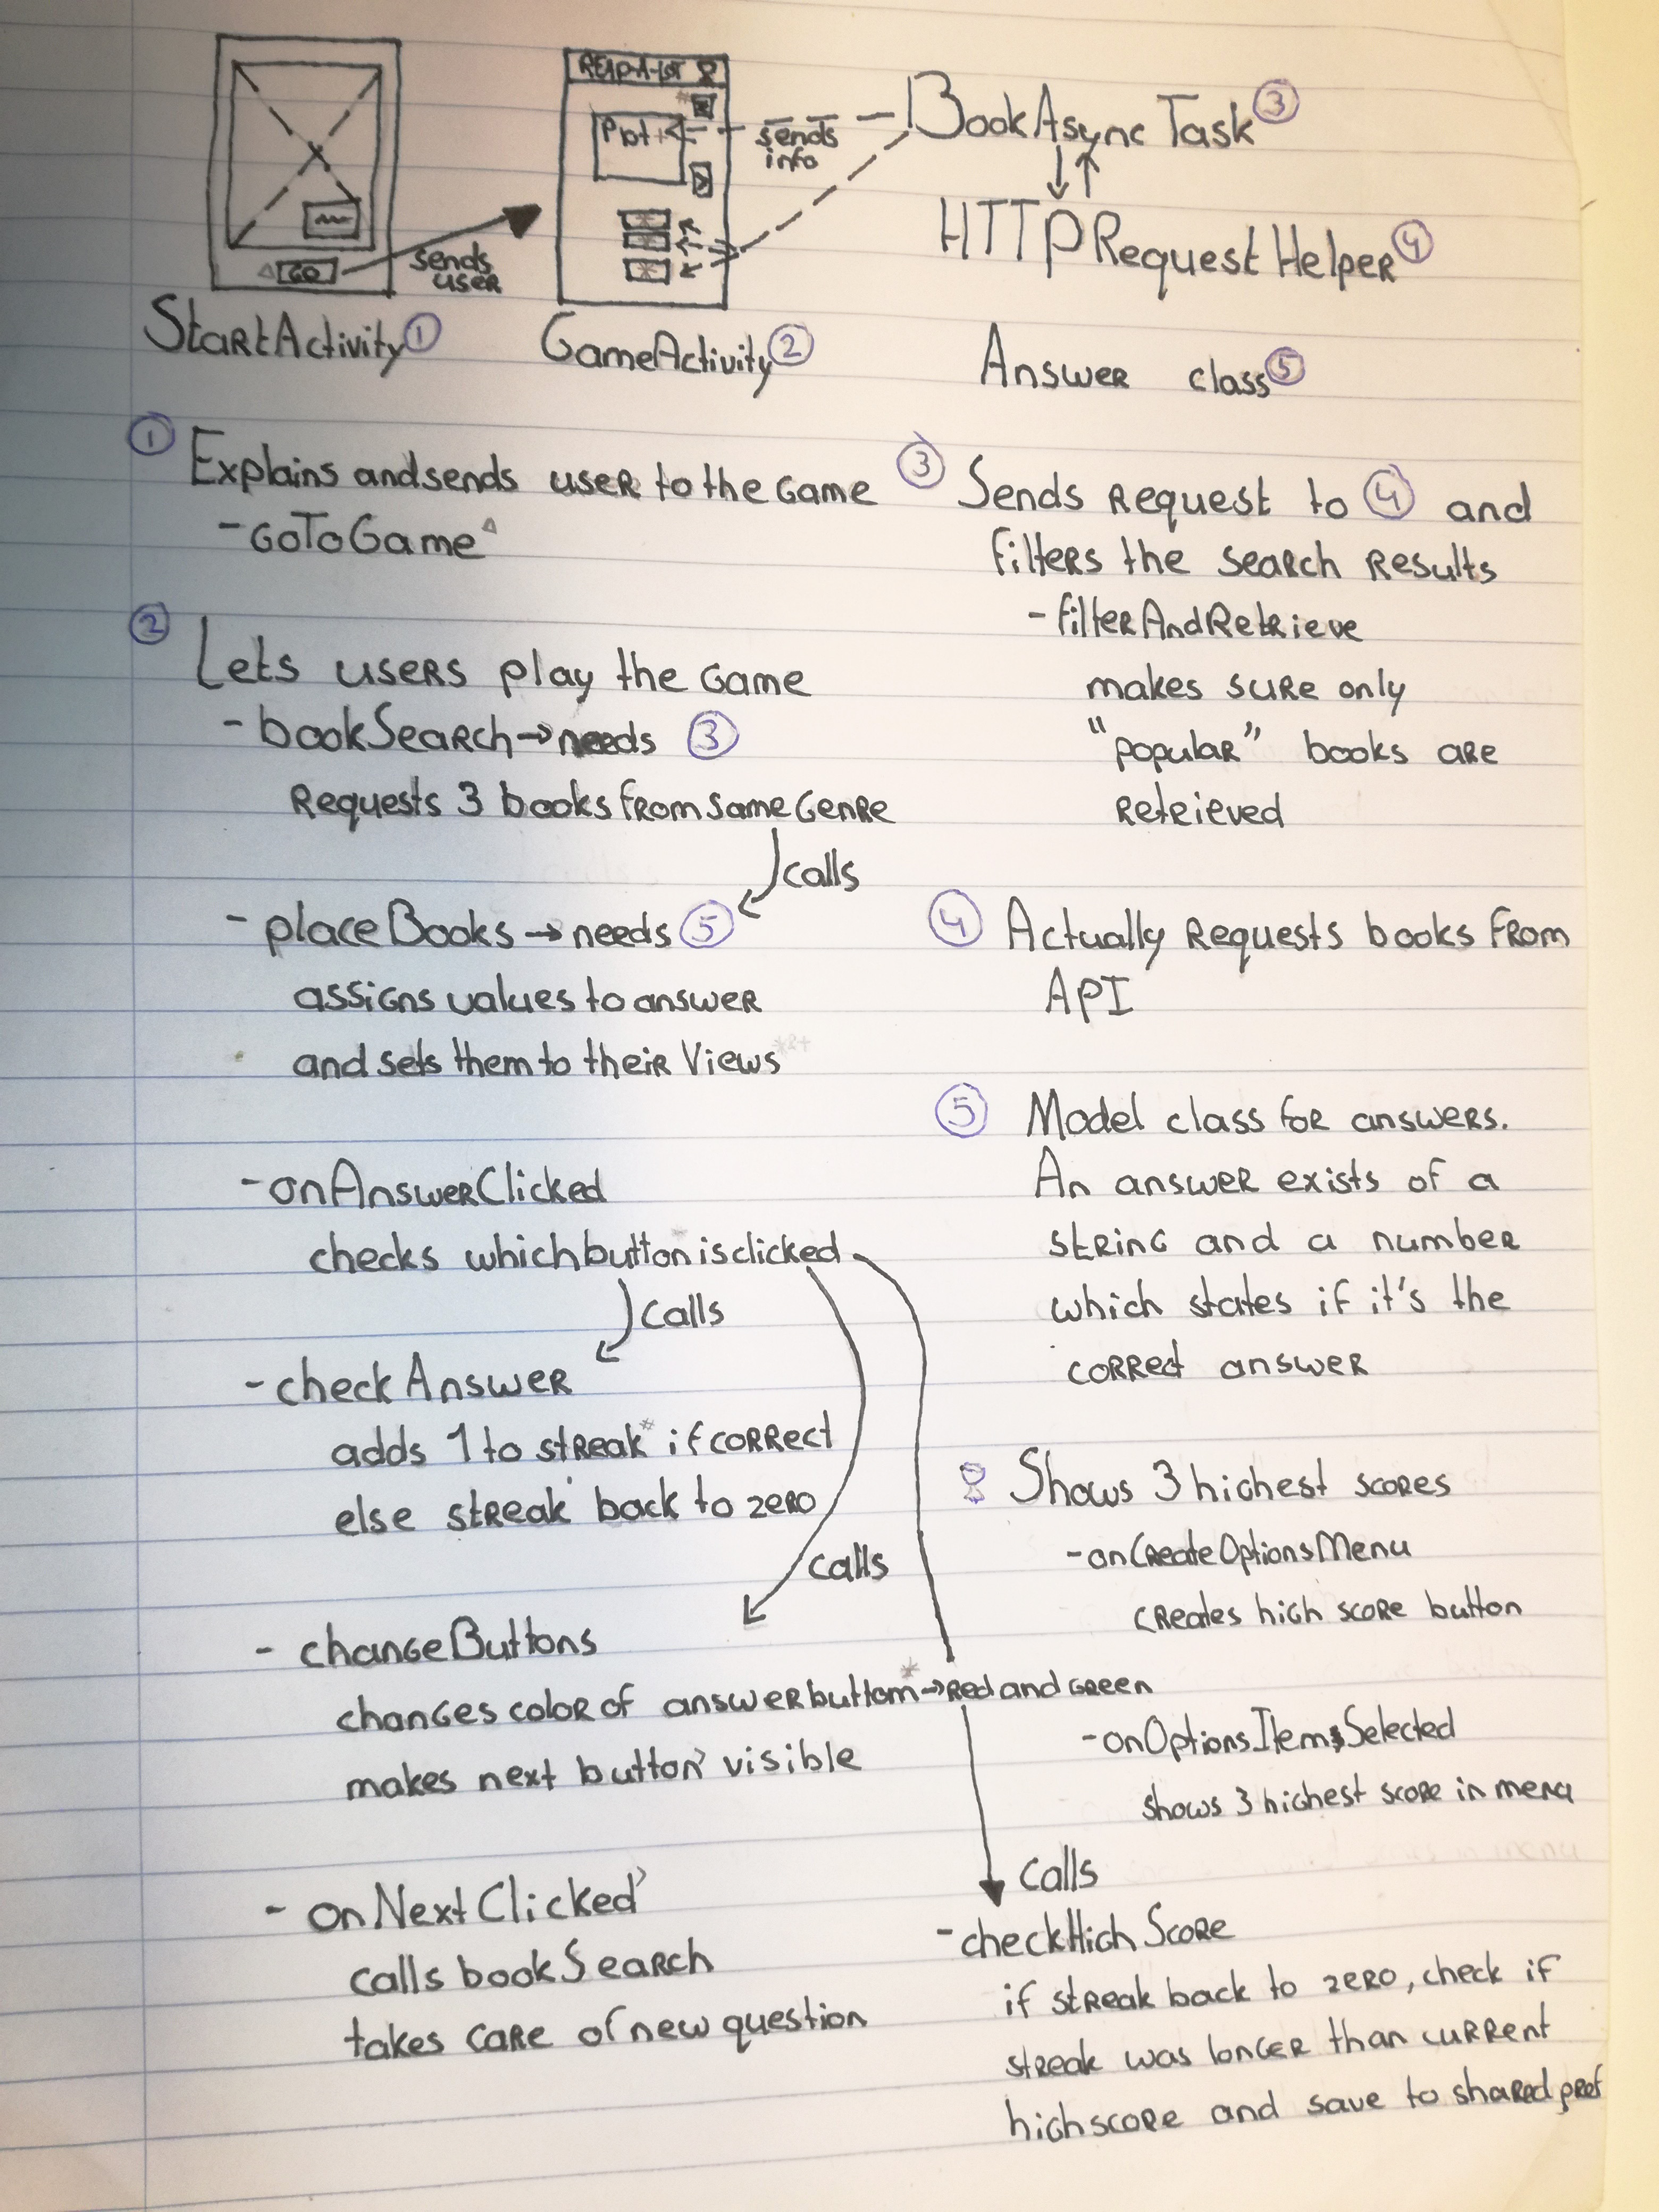 READ-A-LOT
Plot +
sends
info
BookAsyncTask ③
HTTPRequestHelper ④
GO
sends
user
StartActivity ①
GameActivity ②
Answer class ⑤
① Explains and sends user to the game
- goToGame △
② Lets users play the game
- bookSearch → needs ③
Requests 3 books from same genre
calls
- placeBooks → needs ⑤
assigns values to answer
and sets them to their Views *&+
- onAnswerClicked
checks which button* is clicked
calls
- checkAnswer
adds 1 to streak if correct
else streak back to zero
calls
- changeButtons
changes color of answer button* → red and green
makes next button> visible
- onNextClicked>
calls bookSearch
takes care of new question
③ Sends request to ④ and
filters the search results
- filterAndRetrieve
makes sure only
"popular" books are
retrieved
④ Actually requests books from
API
⑤ Model class for answers.
An answer exists of a
string and a number
which states if it's the
correct answer
Shows 3 highest scores
- onCreateOptionsMenu
creates high score button
- onOptionsItemSelected
shows 3 highest score in menu
calls
- checkHighScore
if streak back to zero, check if
streak was longer than current
highscore and save to shared pref